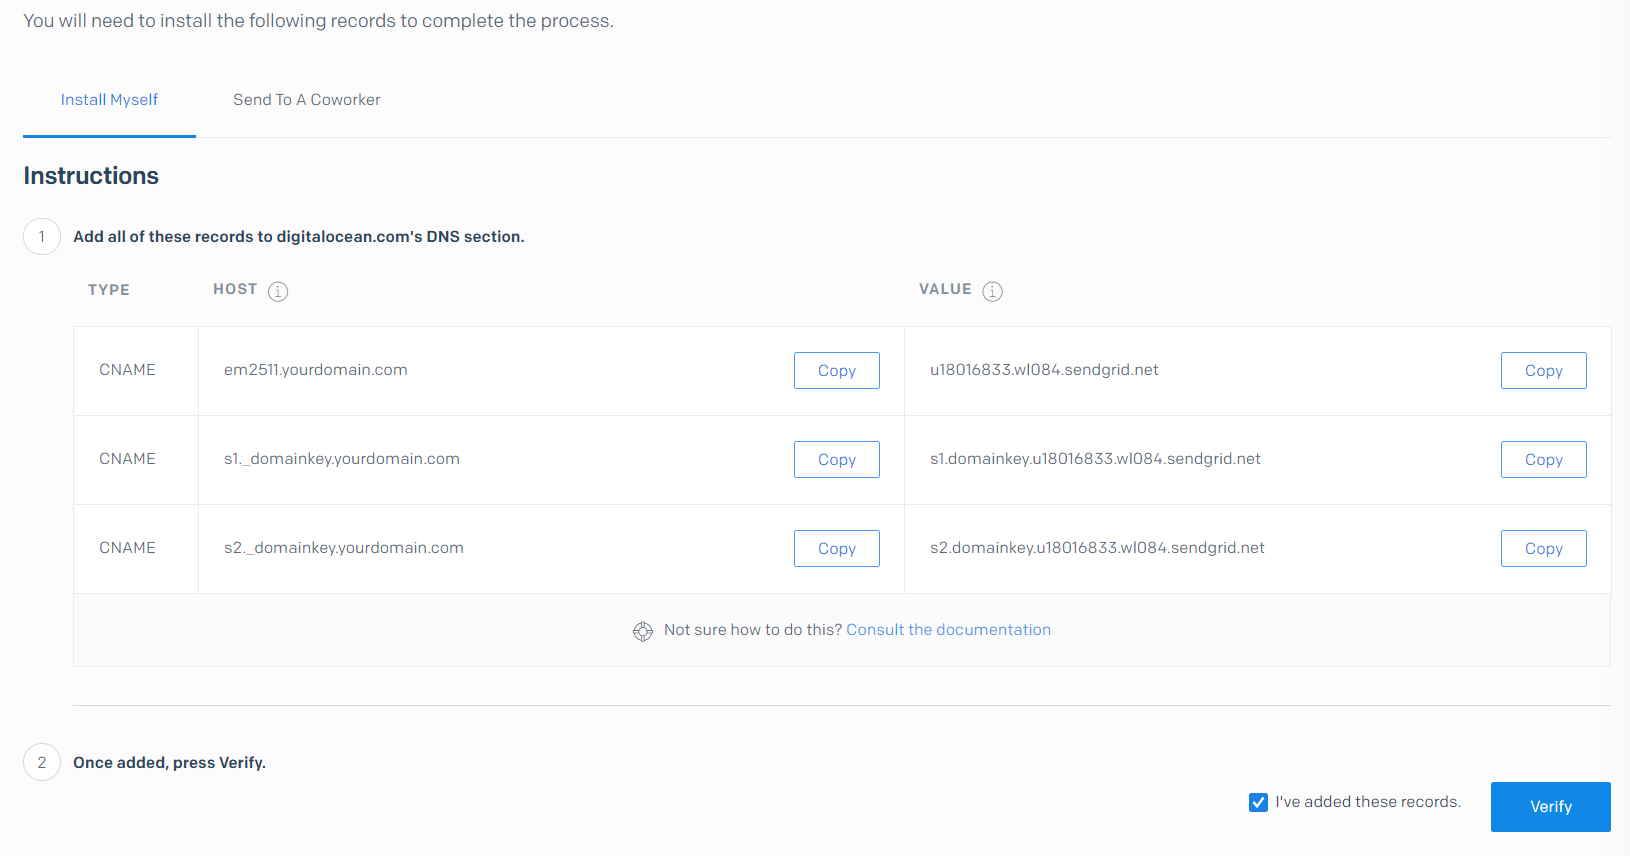 You will need to install the following records to complete the process.
Install Myself
Send To A Coworker
Instructions
1 Add all of these records to digitalocean.com's DNS section.
TYPE HOST i VALUE i
CNAME em2511.yourdomain.com Copy u18016833.wl084.sendgrid.net Copy
CNAME s1._domainkey.yourdomain.com Copy s1.domainkey.u18016833.wl084.sendgrid.net Copy
CNAME s2._domainkey.yourdomain.com Copy s2.domainkey.u18016833.wl084.sendgrid.net Copy
Not sure how to do this? Consult the documentation
2 Once added, press Verify.
I've added these records. Verify